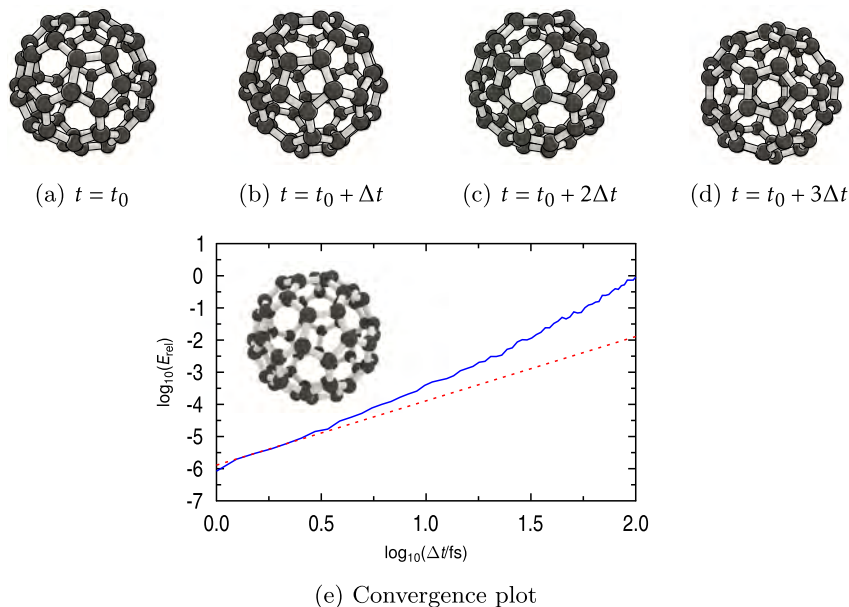 (a) t = t₀
(b) t = t₀ + Δt
(c) t = t₀ + 2Δt
(d) t = t₀ + 3Δt
1
0
-1
-2
-3
-4
-5
-6
-7
log₁₀(Eᵣₑₗ)
0.0 0.5 1.0 1.5 2.0
log₁₀(Δt/fs)
(e) Convergence plot